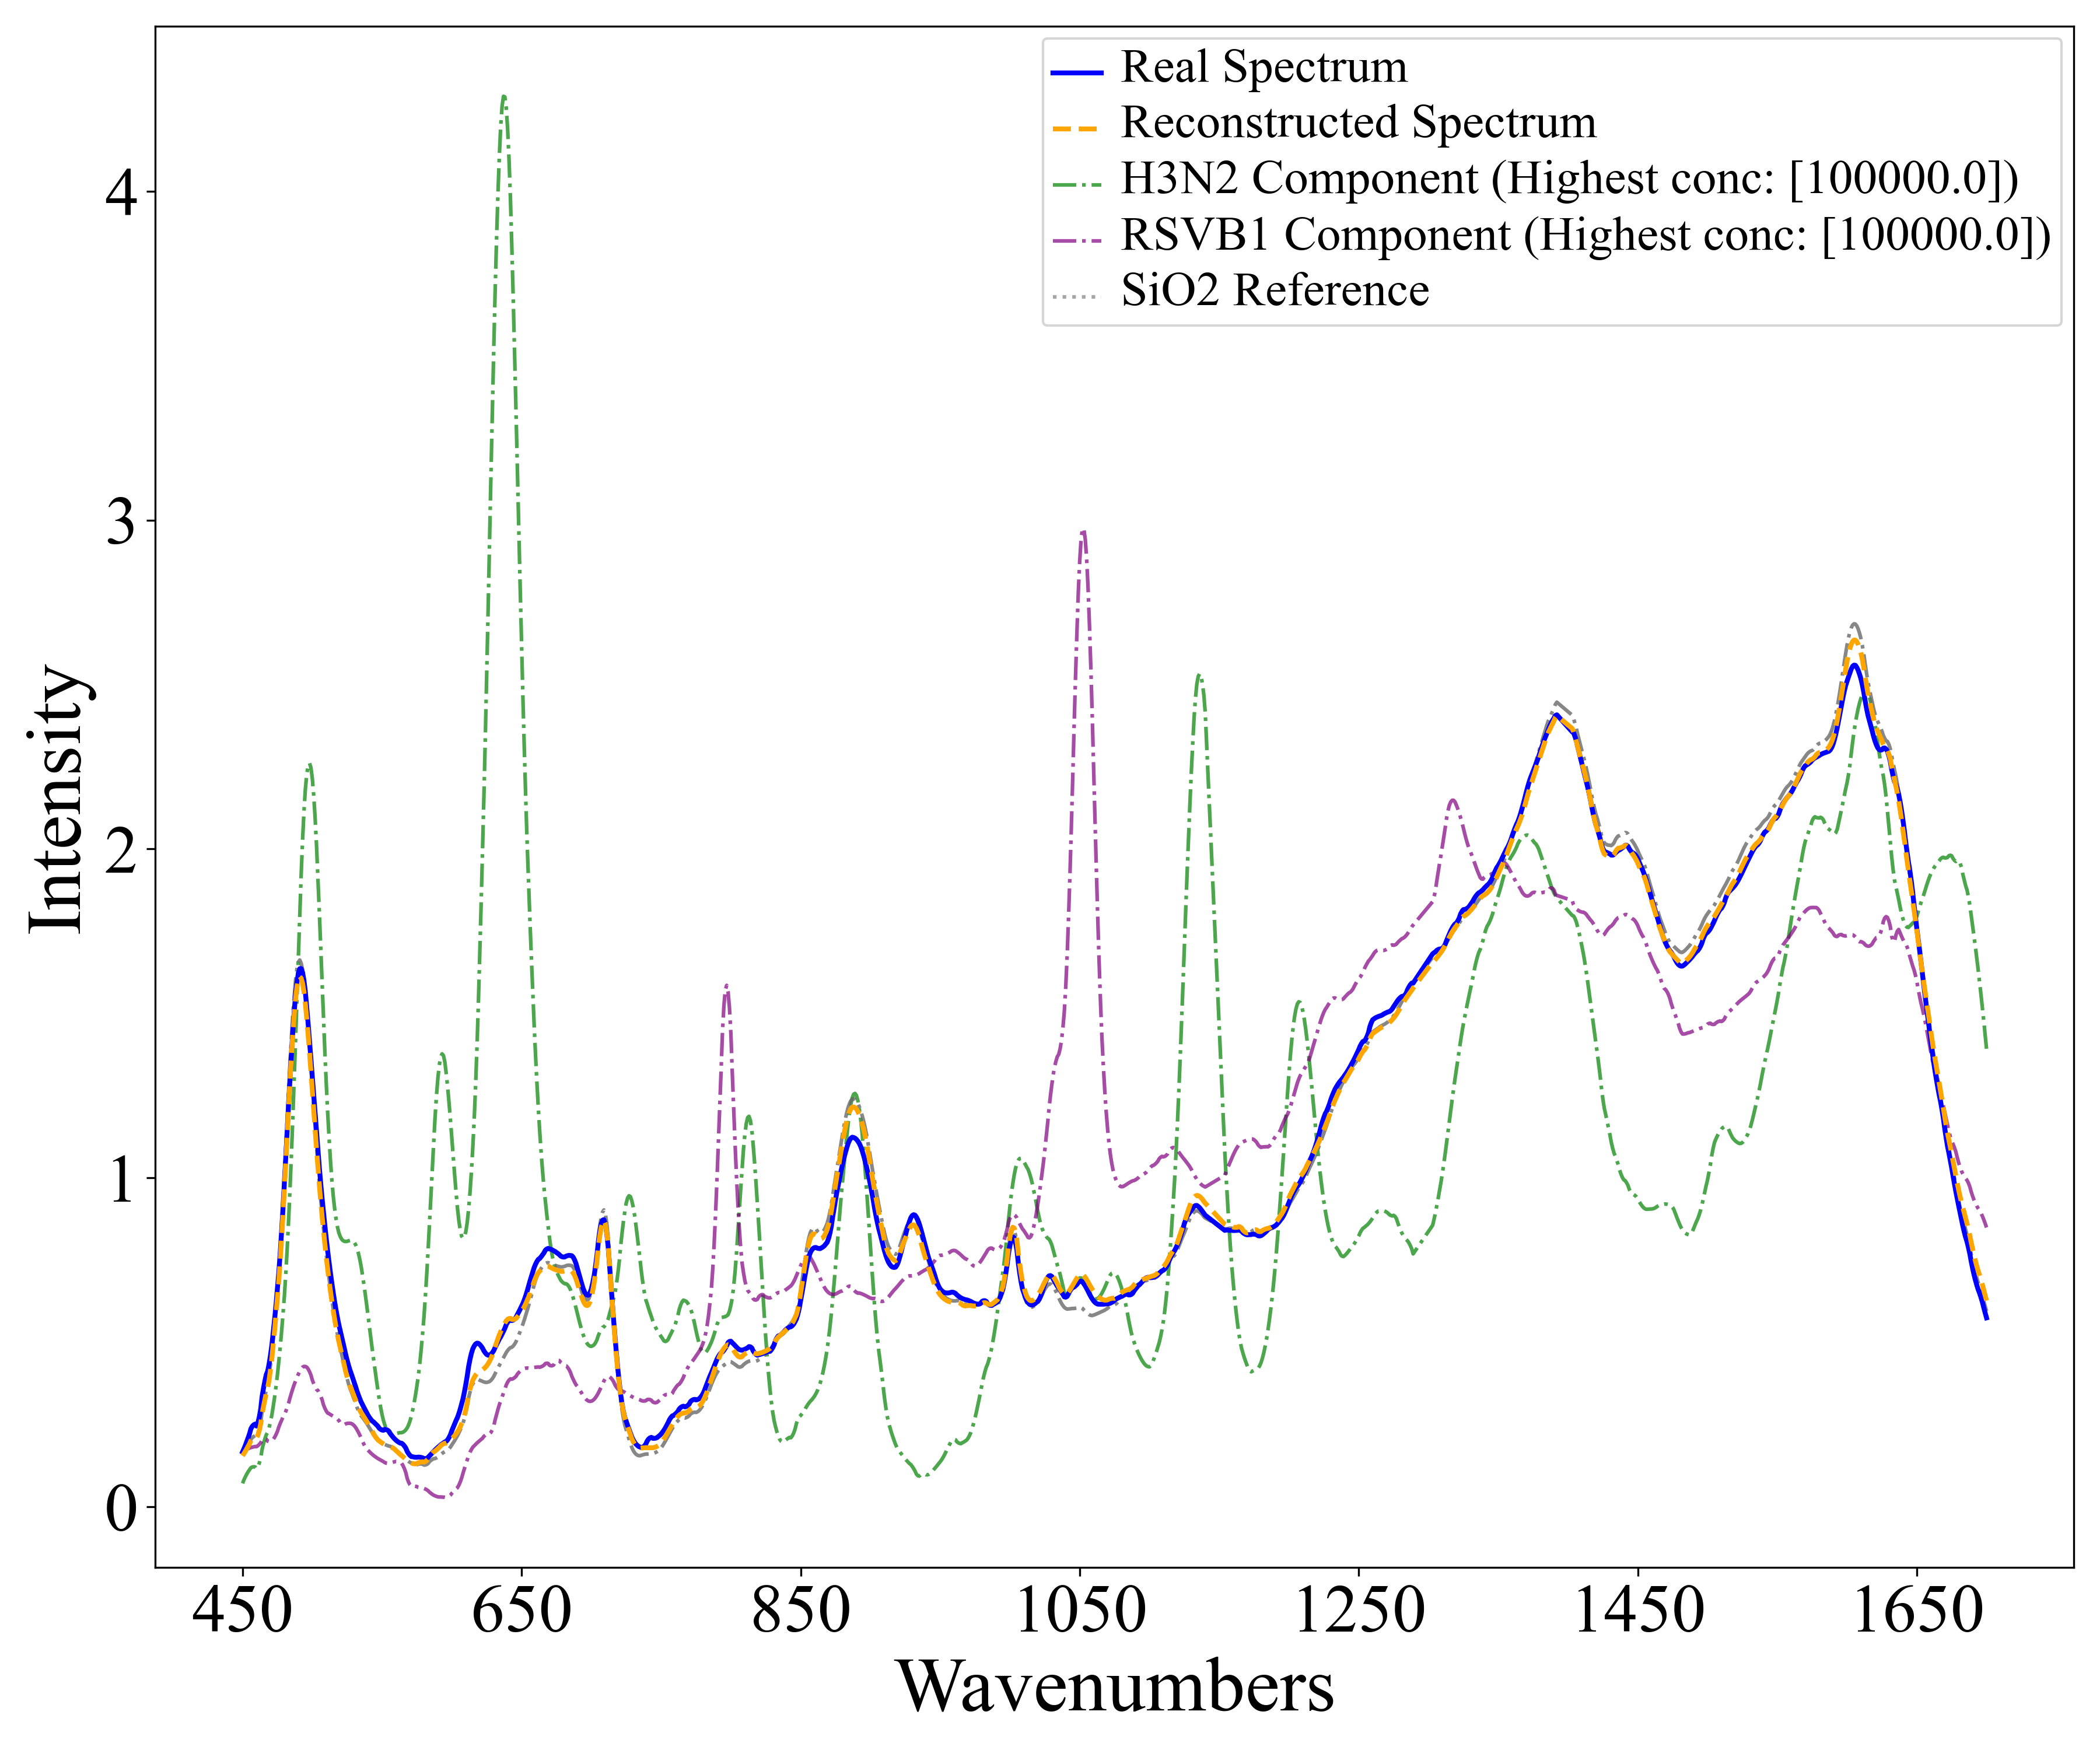 Real Spectrum
Reconstructed Spectrum
H3N2 Component (Highest conc: [100000.0])
RSVB1 Component (Highest conc: [100000.0])
SiO2 Reference
Intensity
4
3
2
1
0
450 650 850 1050 1250 1450 1650
Wavenumbers